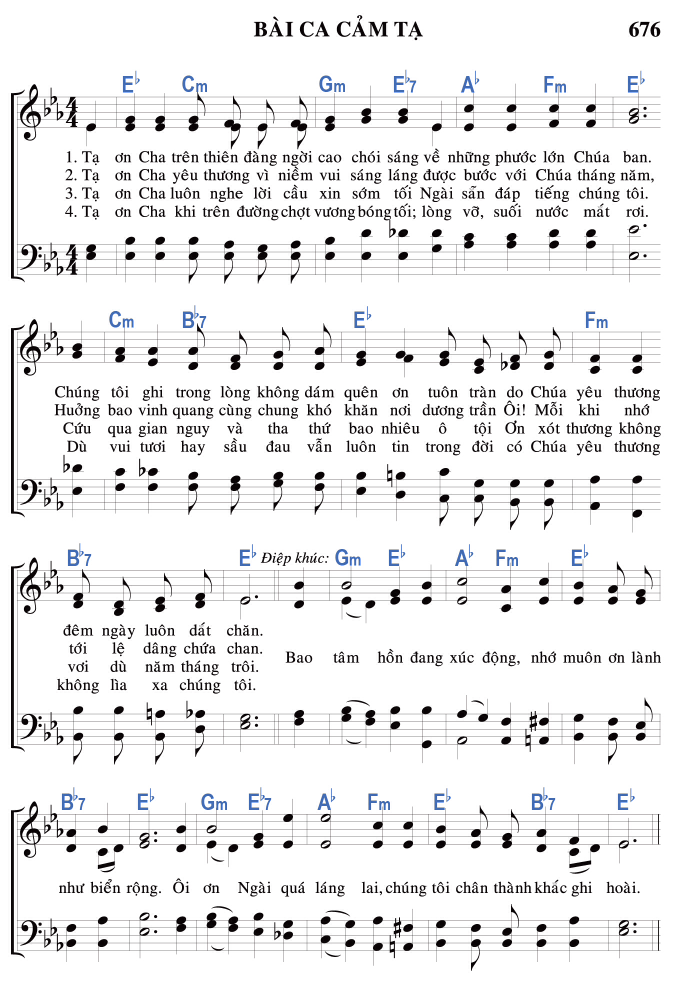 BÀI CA CẢM TẠ 676
E♭ Cm Gm E♭7 A♭ Fm E♭
1. Tạ ơn Cha trên thiên đàng ngời cao chói sáng về những phước lớn Chúa ban.
2. Tạ ơn Cha yêu thương vì niềm vui sáng láng được bước với Chúa tháng năm,
3. Tạ ơn Cha luôn nghe lời cầu xin sớm tối Ngài sẵn đáp tiếng chúng tôi.
4. Tạ ơn Cha khi trên đường chợt vương bóng tối; lòng vỡ, suối nước mắt rơi.
Cm B♭7 E♭ Fm
Chúng tôi ghi trong lòng không dám quên ơn tuôn tràn do Chúa yêu thương
Hưởng bao vinh quang cùng chung khó khăn nơi dương trần Ôi! Mỗi khi nhớ
Cứu qua gian nguy và tha thứ bao nhiêu ô tội Ơn xót thương không
Dù vui tươi hay sầu đau vẫn luôn tin trong đời có Chúa yêu thương
B♭7 E♭ Điệp khúc: Gm E♭ A♭ Fm E♭
đêm ngày luôn dắt chăn.
tới lệ dâng chứa chan.
vơi dù năm tháng trôi.
không lìa xa chúng tôi.
Bao tâm hồn đang xúc động, nhớ muôn ơn lành
B♭7 E♭ Gm E♭7 A♭ Fm E♭ B♭7 E♭
như biển rộng. Ôi ơn Ngài quá láng lai, chúng tôi chân thành khấc ghi hoài.